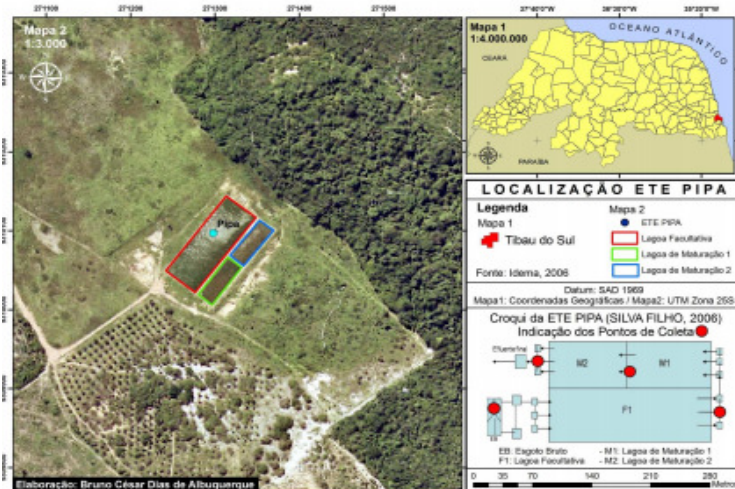 Mapa 2
1:3.000
Pipa
Elaboração: Bruno César Dias de Albuquerque
Mapa 1
1:4.000.000
OCEANO ATLÂNTICO
CEARÁ
PARAÍBA
LOCALIZAÇÃO ETE PIPA
Legenda
Mapa 1
Tibau do Sul
Mapa 2
ETE PIPA
Lagoa Facultativa
Lagoa de Maturação 1
Lagoa de Maturação 2
Fonte: Idema, 2006
Datum: SAD 1969
Mapa1: Coordenadas Geográficas / Mapa2: UTM Zona 25S
Croqui da ETE PIPA (SILVA FILHO, 2006)
Indicação dos Pontos de Coleta
Efluente final
M2
M1
F1
EB
EB: Esgoto Bruto - M1: Lagoa de Maturação 1
F1: Lagoa Facultativa - M2: Lagoa de Maturação 2
0 35 70 140 210 280